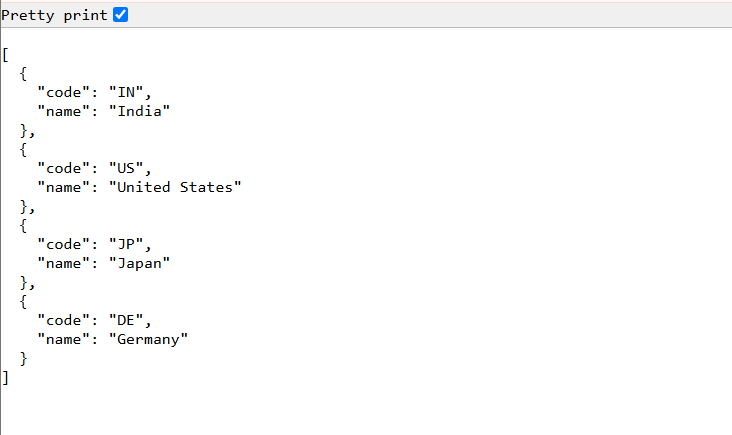 Pretty print
[
  {
    "code": "IN",
    "name": "India"
  },
  {
    "code": "US",
    "name": "United States"
  },
  {
    "code": "JP",
    "name": "Japan"
  },
  {
    "code": "DE",
    "name": "Germany"
  }
]